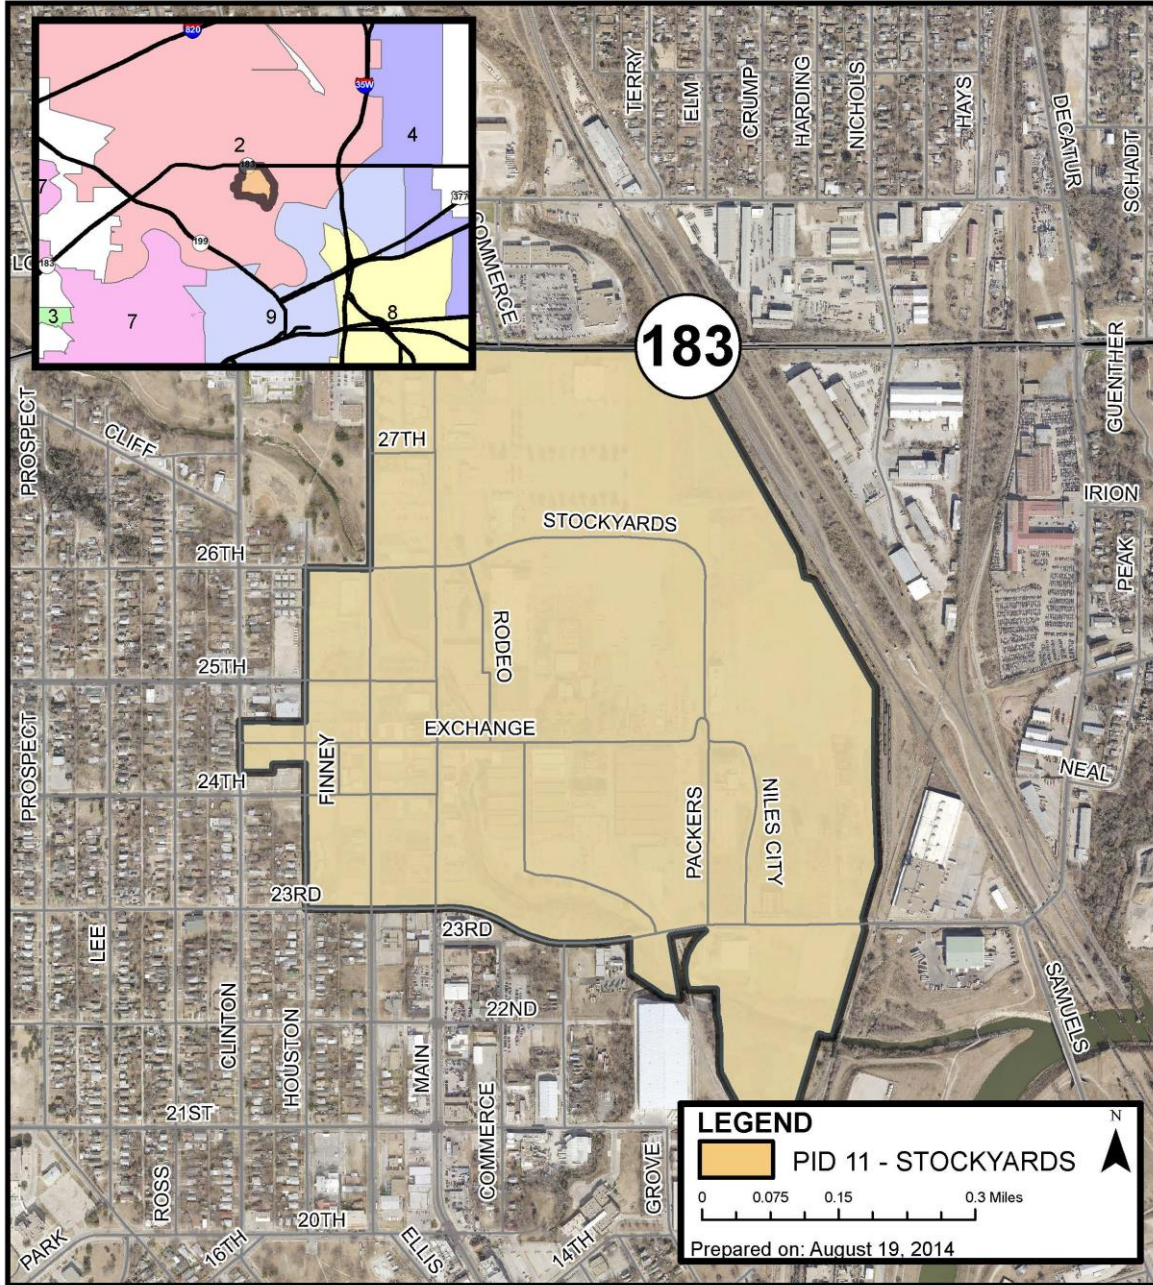 820
35W
4
2
183
377
7
199
LO
183
3
7
9
8
TERRY
ELM
CRUMP
HARDING
NICHOLS
HAYS
DECATUR
SCHADT
COMMERCE
183
GUENTHER
PROSPECT
CLIFF
27TH
IRION
STOCKYARDS
26TH
PEAK
RODEO
25TH
PROSPECT
EXCHANGE
FINNEY
24TH
NEAL
PACKERS
NILES CITY
23RD
23RD
LEE
SAMUELS
CLINTON
HOUSTON
22ND
MAIN
21ST
COMMERCE
ROSS
GROVE
20TH
PARK
16TH
ELLIS
14TH
LEGEND
N
PID 11 - STOCKYARDS
0 0.075 0.15 0.3 Miles
Prepared on: August 19, 2014